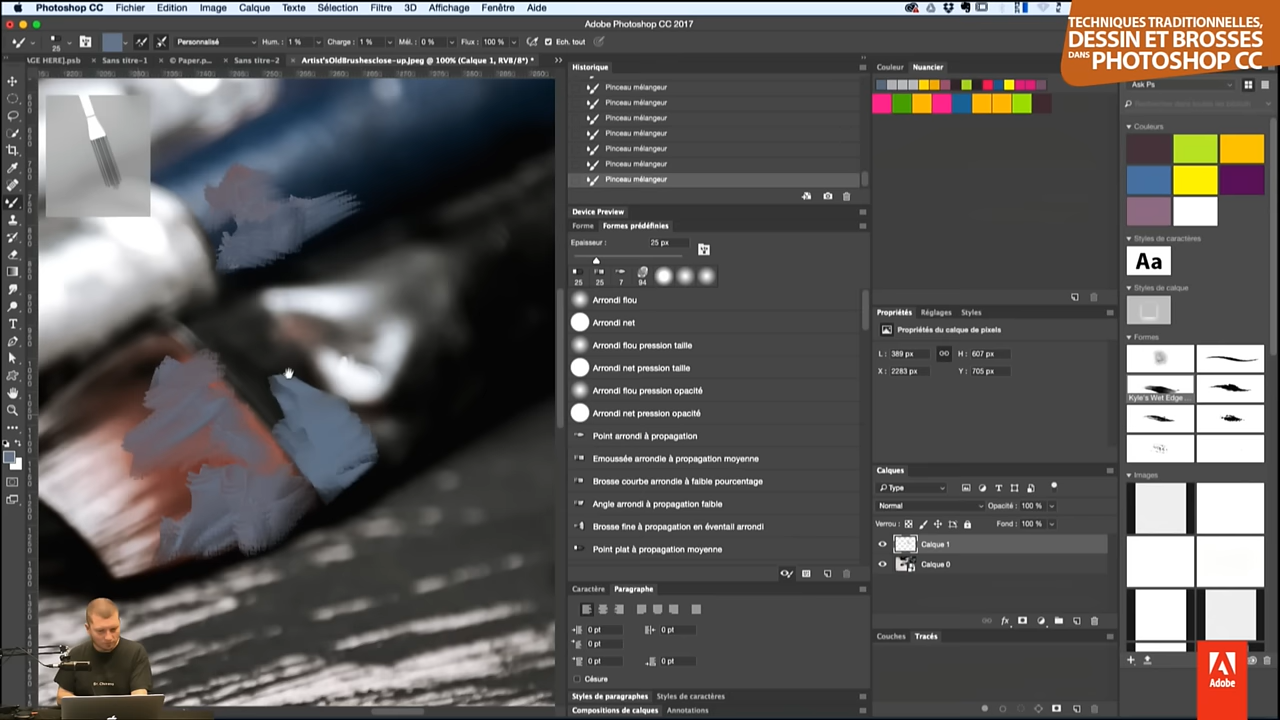 Photoshop CC Fichier Edition Image Calque Texte Sélection Filtre 3D Affichage Fenêtre Aide
Adobe Photoshop CC 2017
TECHNIQUES TRADITIONNELLES,
DESSIN ET BROSSES
DANS PHOTOSHOP CC
25 Personnalisé Hum. : 1 % Charge : 1 % Mél. : 0 % Flux : 100 % Ech. tout
AGE HERE].psb Sans titre-1 © Paper.p... Sans titre-2 Artist'sOldBrushesclose-up.jpeg @ 100% (Calque 1, RVB/8*) *
Historique
Pinceau mélangeur
Pinceau mélangeur
Pinceau mélangeur
Pinceau mélangeur
Pinceau mélangeur
Pinceau mélangeur
Pinceau mélangeur
Device Preview
Forme Formes prédéfinies
Epaisseur : 25 px
25 25 7 94
Arrondi flou
Arrondi net
Arrondi flou pression taille
Arrondi net pression taille
Arrondi flou pression opacité
Arrondi net pression opacité
Point arrondi à propagation
Emoussée arrondie à propagation moyenne
Brosse courbe arrondie à faible pourcentage
Angle arrondi à propagation faible
Brosse fine à propagation en éventail arrondi
Point plat à propagation moyenne
Caractère Paragraphe
0 pt 0 pt
0 pt
0 pt 0 pt
Césure
Styles de paragraphes Styles de caractères
Compositions de calques Annotations
Couleur Nuancier
Propriétés Réglages Styles
Propriétés du calque de pixels
L : 389 px H : 607 px
X : 2283 px Y : 705 px
Calques
Type
Normal Opacité : 100 %
Verrou : Fond : 100 %
Calque 1
Calque 0
Couches Tracés
Ask Ps
Couleurs
Styles de caractères
Aa
Styles de calque
Formes
Kyle's Wet Edge ...
Images
Adobe